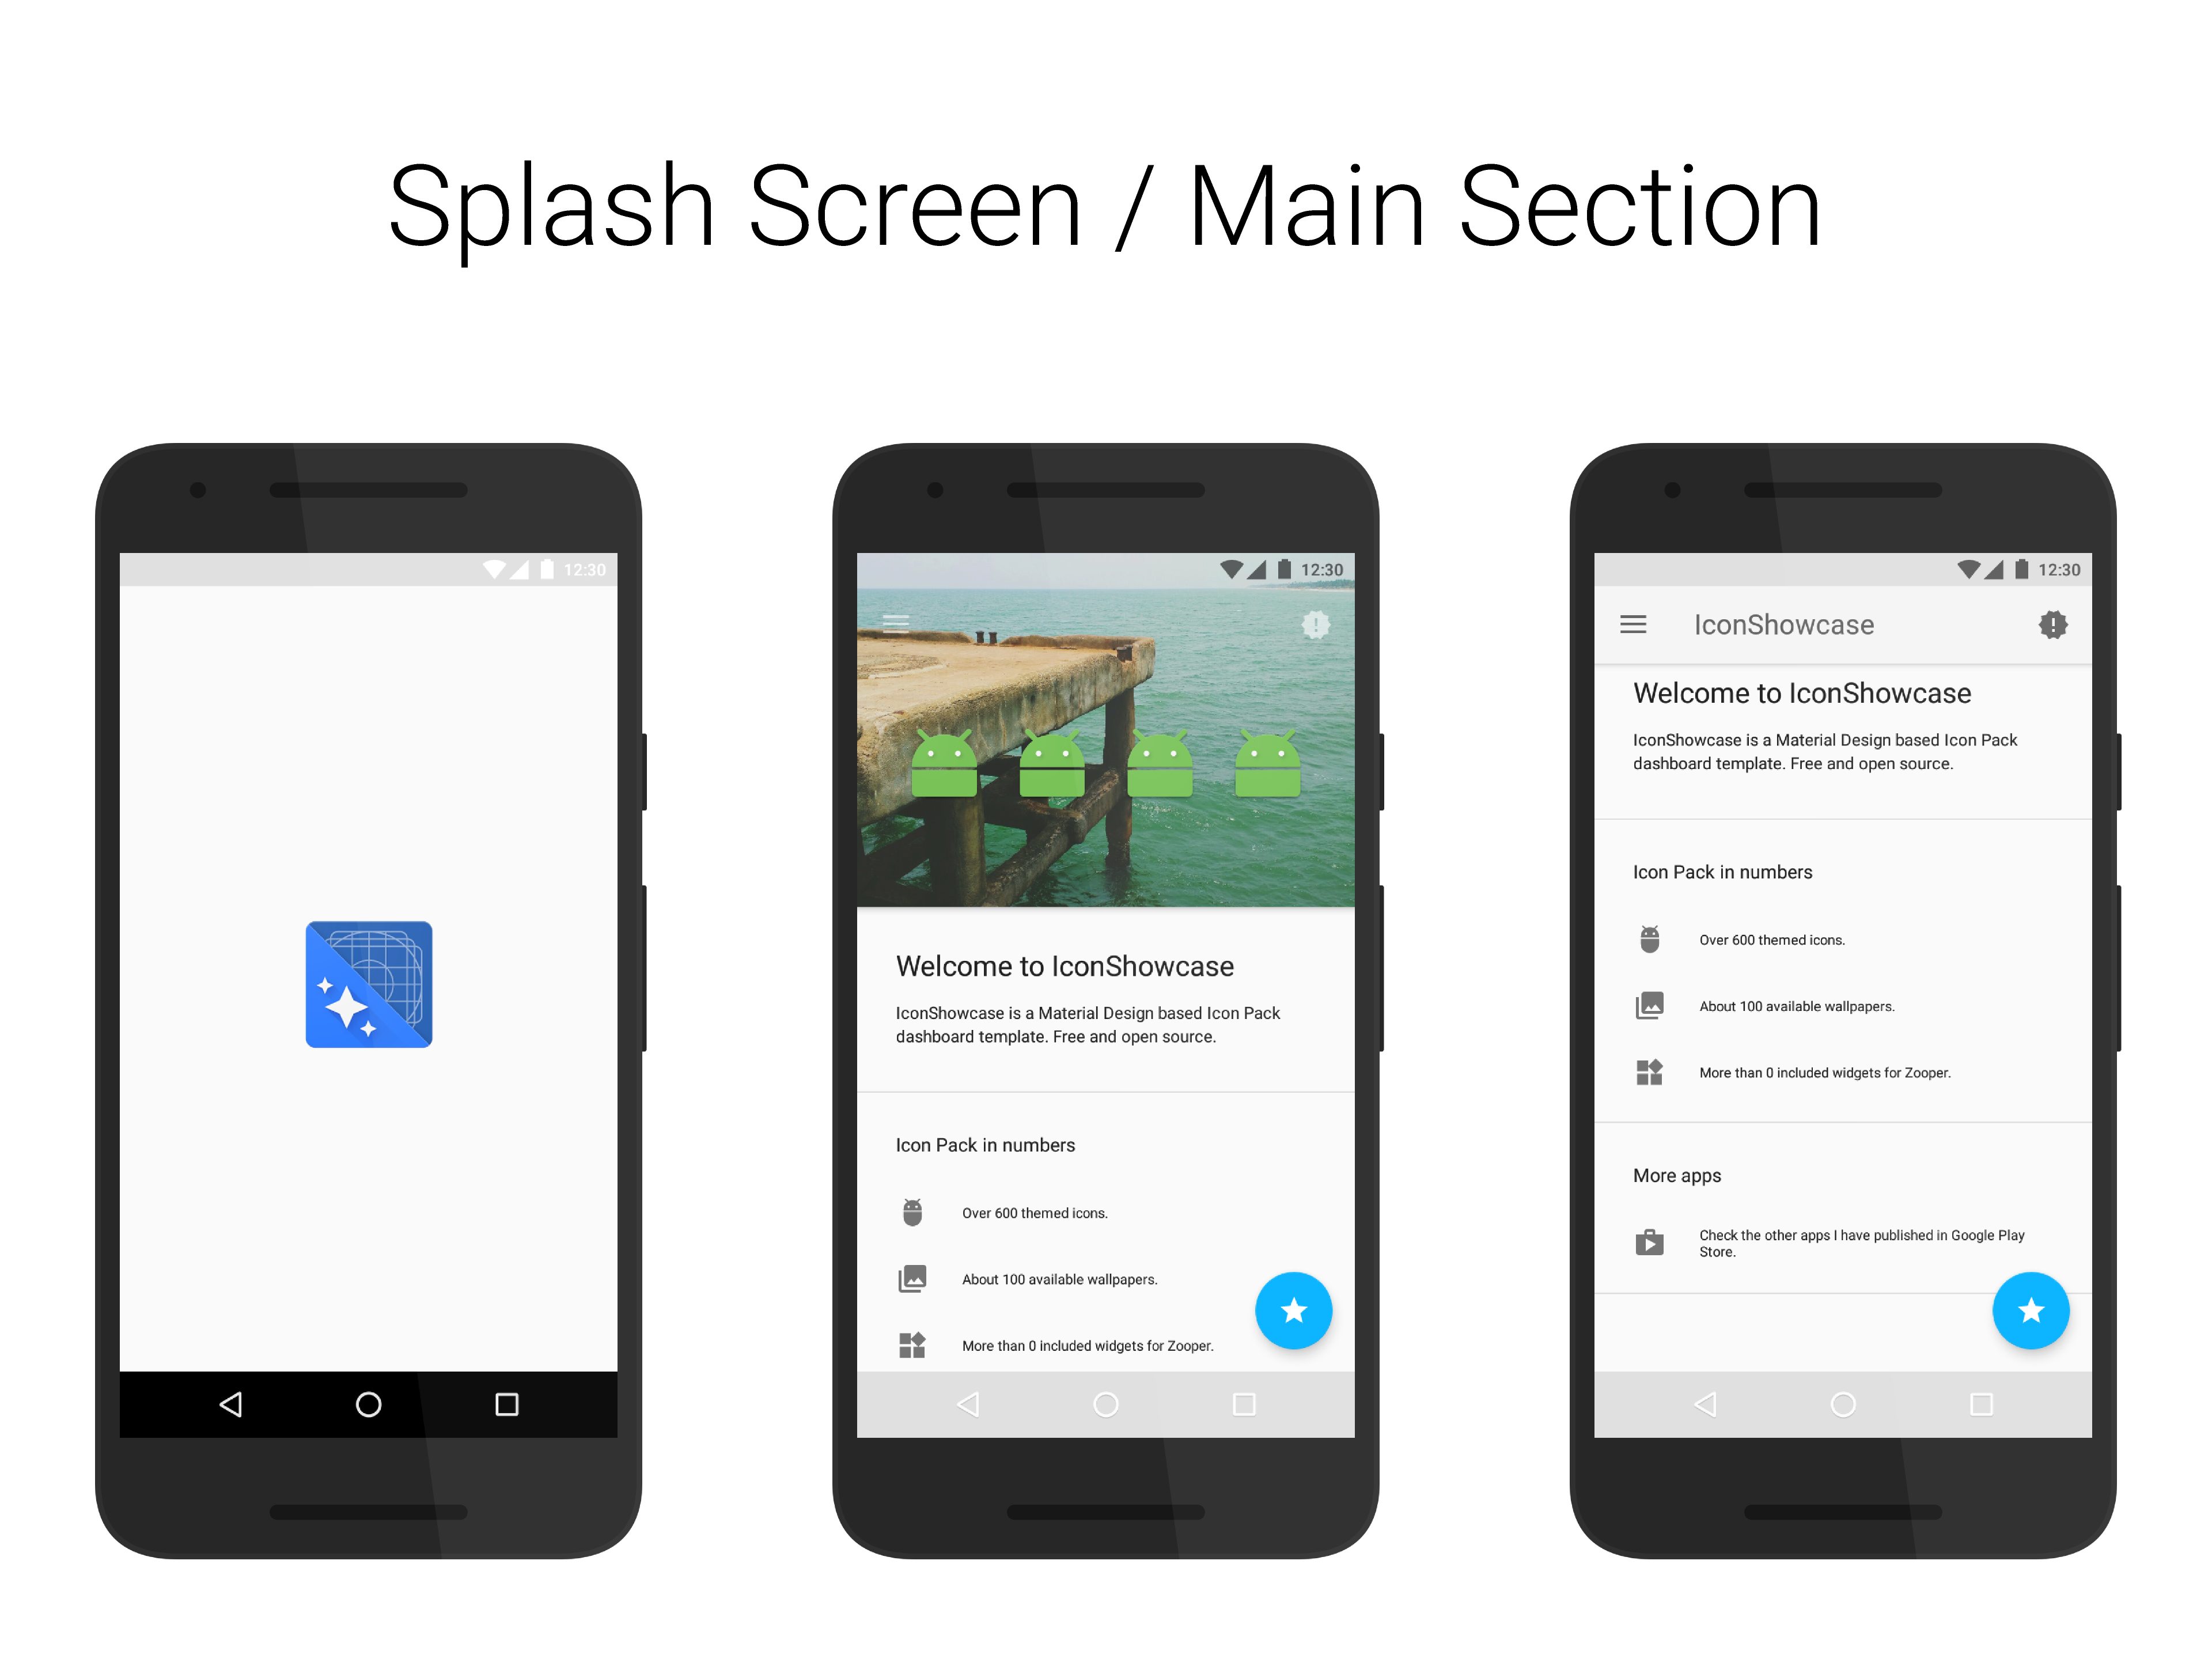 Splash Screen / Main Section
12:30
12:30
Welcome to IconShowcase
IconShowcase is a Material Design based Icon Pack
dashboard template. Free and open source.
Icon Pack in numbers
Over 600 themed icons.
About 100 available wallpapers.
More than 0 included widgets for Zooper.
12:30
IconShowcase
Welcome to IconShowcase
IconShowcase is a Material Design based Icon Pack
dashboard template. Free and open source.
Icon Pack in numbers
Over 600 themed icons.
About 100 available wallpapers.
More than 0 included widgets for Zooper.
More apps
Check the other apps I have published in Google Play
Store.